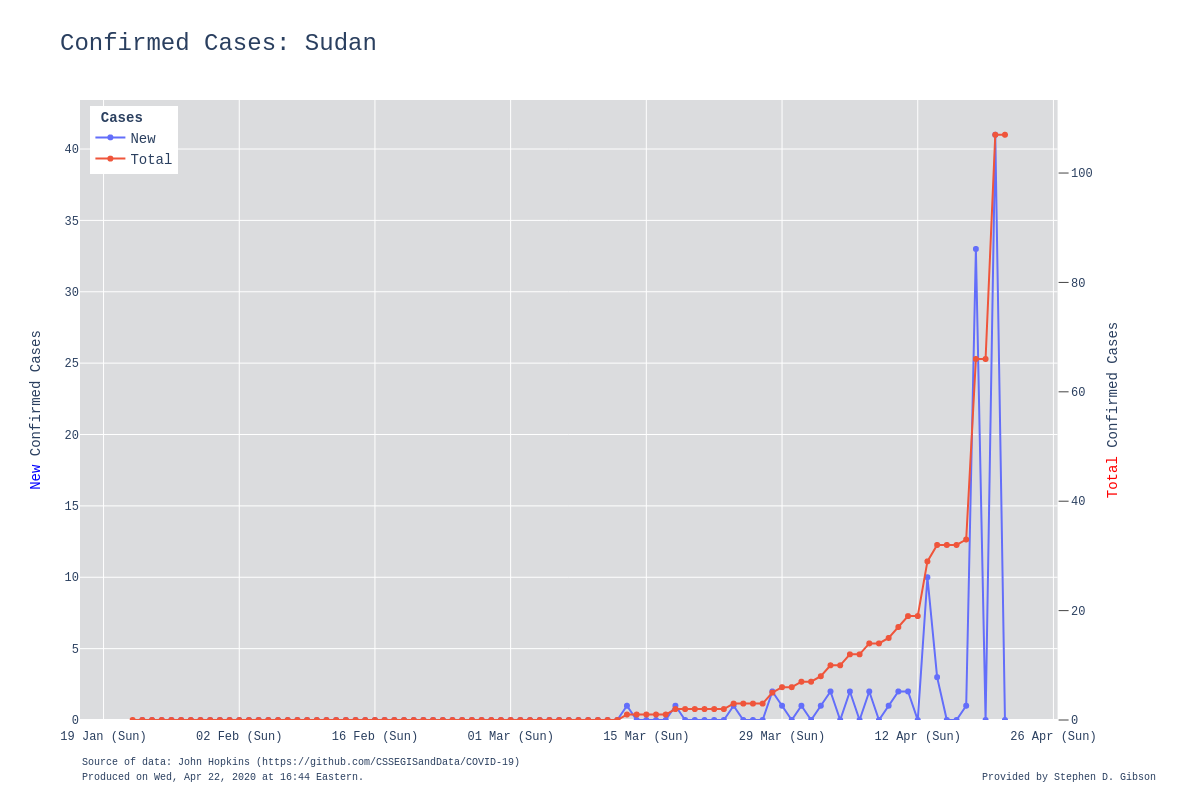 Confirmed Cases: Sudan
Cases
New
Total
40
35
30
25
20
15
10
5
0
100
80
60
40
20
0
New Confirmed Cases
Total Confirmed Cases
19 Jan (Sun)
02 Feb (Sun)
16 Feb (Sun)
01 Mar (Sun)
15 Mar (Sun)
29 Mar (Sun)
12 Apr (Sun)
26 Apr (Sun)
Source of data: John Hopkins (https://github.com/CSSEGISandData/COVID-19)
Produced on Wed, Apr 22, 2020 at 16:44 Eastern.
Provided by Stephen D. Gibson